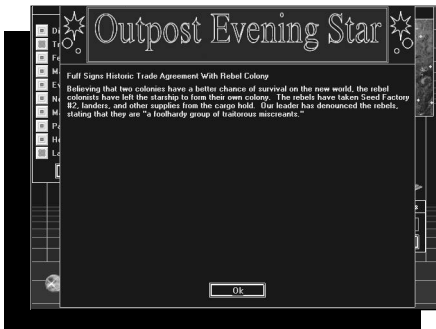 Outpost Evening Star
Fuff Signs Historic Trade Agreement With Rebel Colony
Believing that two colonies have a better chance of survival on the new world, the rebel
colonists have left the starship to form their own colony. The rebels have taken Seed Factory
#2, landers, and other supplies from the cargo hold. Our leader has denounced the rebels,
stating that they are "a foolhardy group of traitorous miscreants."
Ok